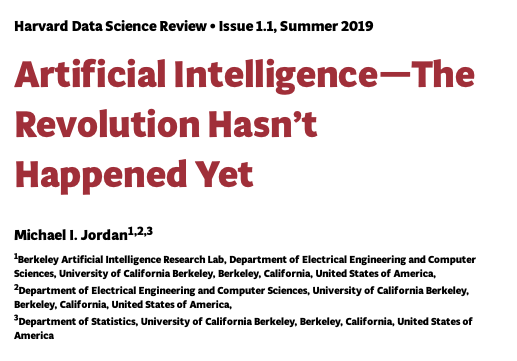 Harvard Data Science Review • Issue 1.1, Summer 2019
Artificial Intelligence—The
Revolution Hasn’t
Happened Yet
Michael I. Jordan1,2,3
1Berkeley Artificial Intelligence Research Lab, Department of Electrical Engineering and Computer
Sciences, University of California Berkeley, Berkeley, California, United States of America,
2Department of Electrical Engineering and Computer Sciences, University of California Berkeley,
Berkeley, California, United States of America,
3Department of Statistics, University of California Berkeley, Berkeley, California, United States of
America